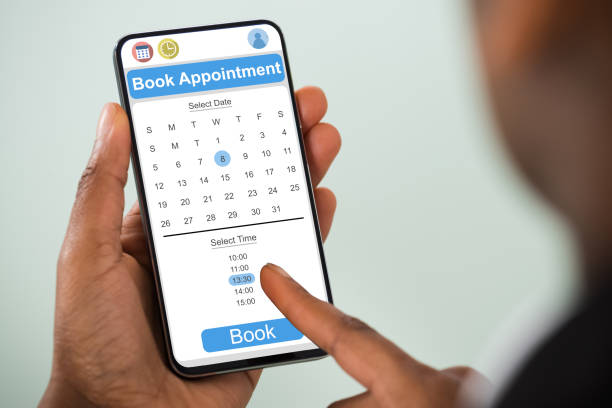 Book Appointment
Select Date
S M T W T F S
S M T 1 2 3 4
5 6 7 8 9 10 11
12 13 14 15 16 17 18
19 20 21 22 23 24 25
26 27 28 29 30 31
Select Time
10:00
11:00
13:30
14:00
15:00
Book